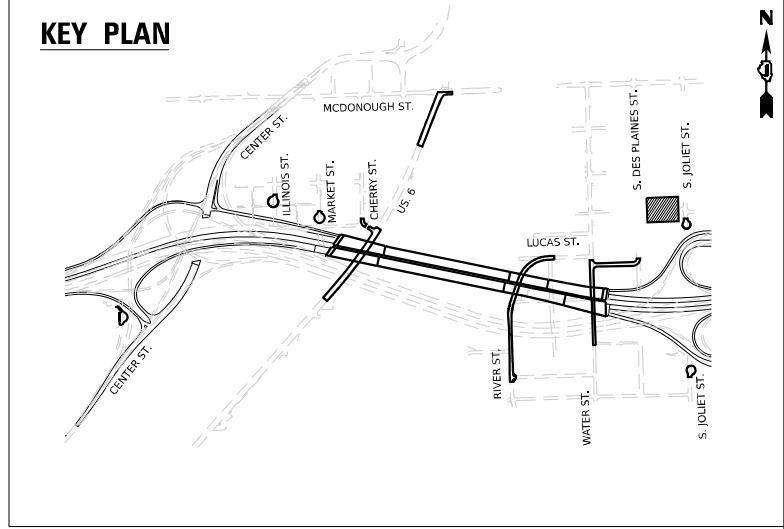 KEY PLAN
N
MCDONOUGH ST.
CENTER ST.
ILLINOIS ST.
MARKET ST.
CHERRY ST.
US. 6
S. DES PLAINES ST.
S. JOLIET ST.
LUCAS ST.
CENTER ST.
RIVER ST.
WATER ST.
S. JOLIET ST.